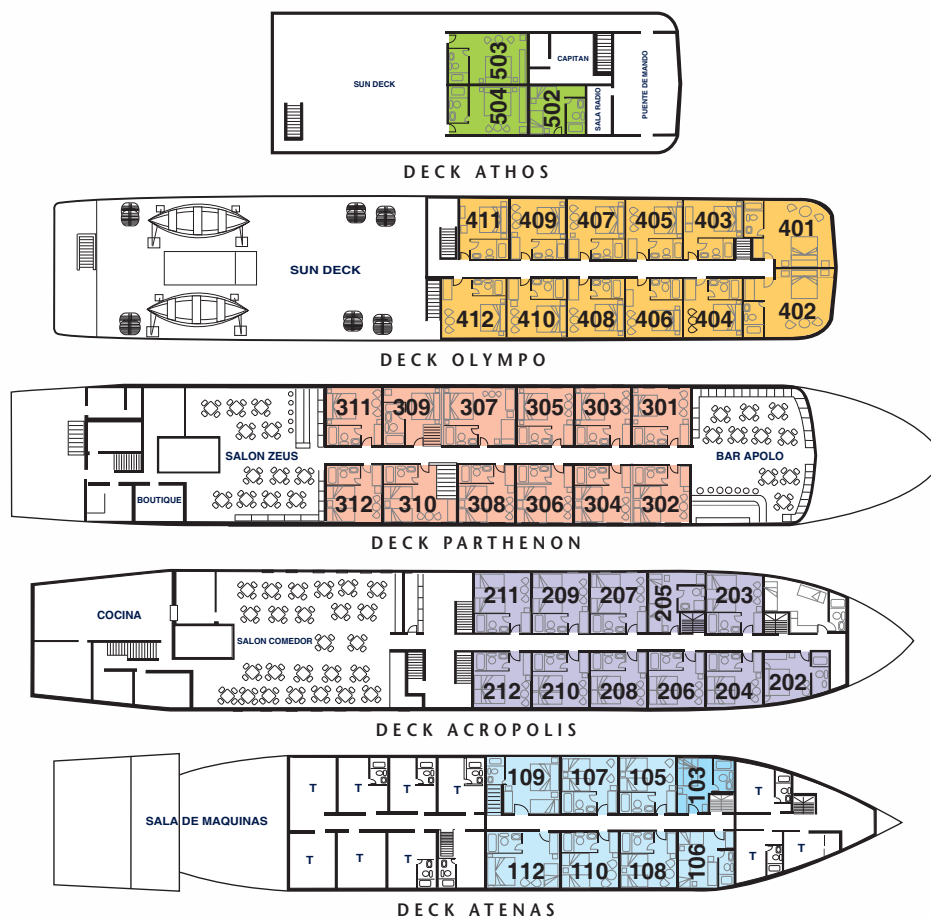 SUN DECK
503
504
502
CAPITAN
SALA RADIO
PUENTE DE MANDO
DECK ATHOS
SUN DECK
411
409
407
405
403
401
412
410
408
406
404
402
DECK OLYMPO
BOUTIQUE
SALON ZEUS
311
309
307
305
303
301
312
310
308
306
304
302
BAR APOLO
DECK PARTHENON
COCINA
SALON COMEDOR
211
209
207
205
203
212
210
208
206
204
202
DECK ACROPOLIS
SALA DE MAQUINAS
T
T
T
T
109
107
105
103
T
T
T
T
112
110
108
106
T
T
DECK ATENAS